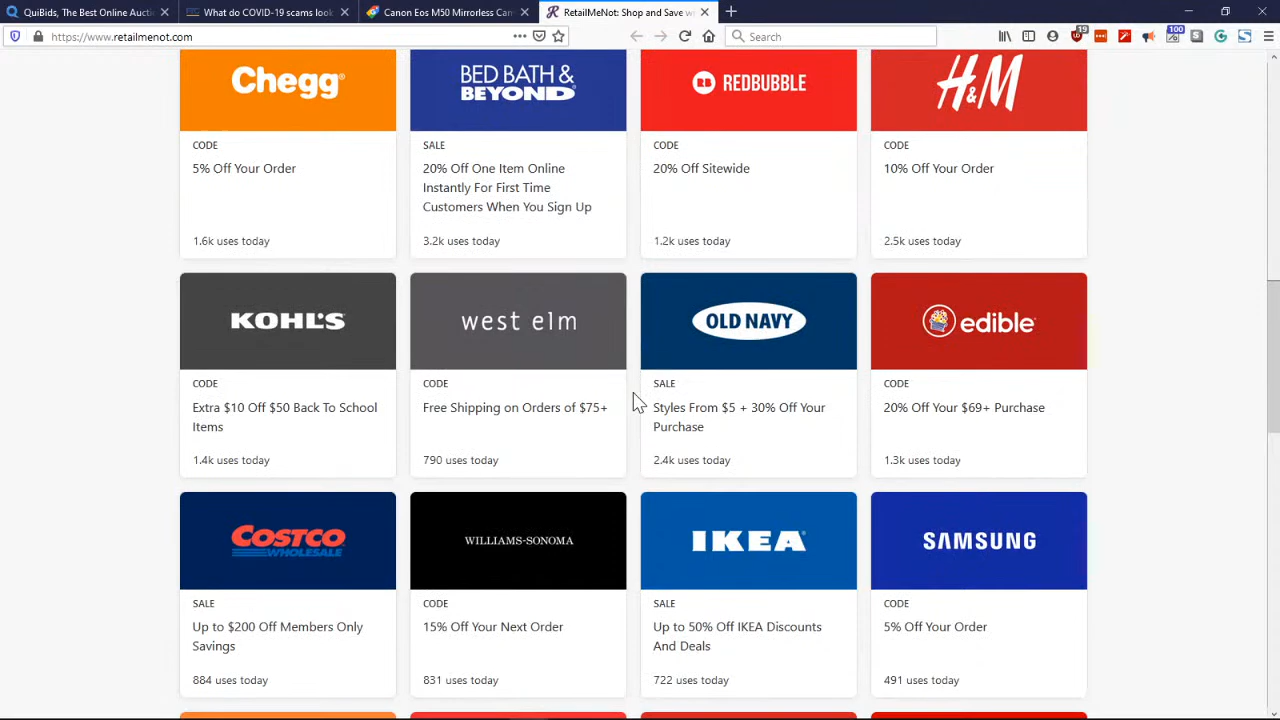 QuiBids, The Best Online Aucti
What do COVID-19 scams look
Canon Eos M50 Mirrorless Cam
RetailMeNot: Shop and Save w
https://www.retailmenot.com
Search
19
100
Chegg®
BED BATH &
BEYOND
RB REDBUBBLE
H&M
CODE
SALE
CODE
CODE
5% Off Your Order
20% Off One Item Online
Instantly For First Time
Customers When You Sign Up
20% Off Sitewide
10% Off Your Order
1.6k uses today
3.2k uses today
1.2k uses today
2.5k uses today
KOHL'S
west elm
OLD NAVY
edible
CODE
CODE
SALE
CODE
Extra $10 Off $50 Back To School
Items
Free Shipping on Orders of $75+
Styles From $5 + 30% Off Your
Purchase
20% Off Your $69+ Purchase
1.4k uses today
790 uses today
2.4k uses today
1.3k uses today
COSTCO
WHOLESALE
WILLIAMS-SONOMA
IKEA
SAMSUNG
SALE
CODE
SALE
CODE
Up to $200 Off Members Only
Savings
15% Off Your Next Order
Up to 50% Off IKEA Discounts
And Deals
5% Off Your Order
884 uses today
831 uses today
722 uses today
491 uses today